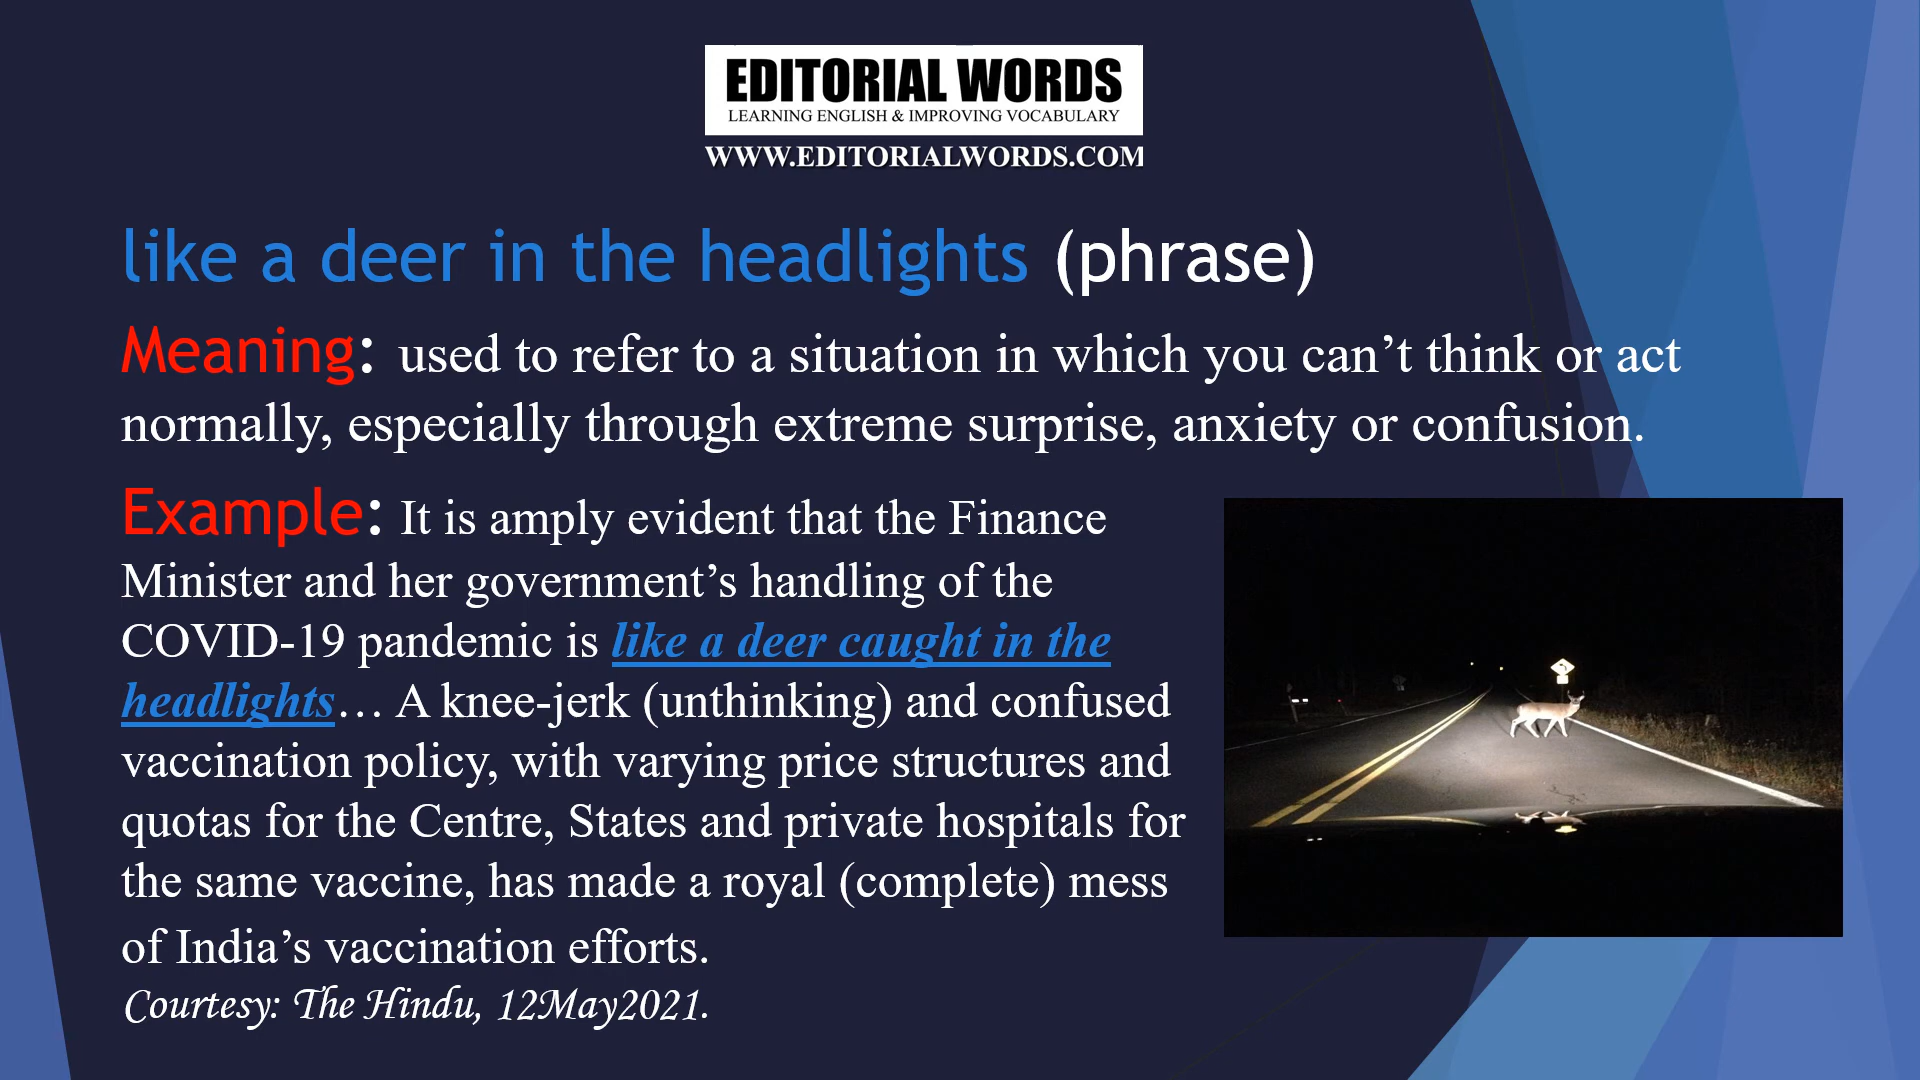 EDITORIAL WORDS
LEARNING ENGLISH & IMPROVING VOCABULARY
WWW.EDITORIALWORDS.COM
like a deer in the headlights (phrase)
Meaning: used to refer to a situation in which you can’t think or act
normally, especially through extreme surprise, anxiety or confusion.
Example: It is amply evident that the Finance
Minister and her government’s handling of the
COVID-19 pandemic is like a deer caught in the
headlights… A knee-jerk (unthinking) and confused
vaccination policy, with varying price structures and
quotas for the Centre, States and private hospitals for
the same vaccine, has made a royal (complete) mess
of India’s vaccination efforts.
Courtesy: The Hindu, 12May2021.